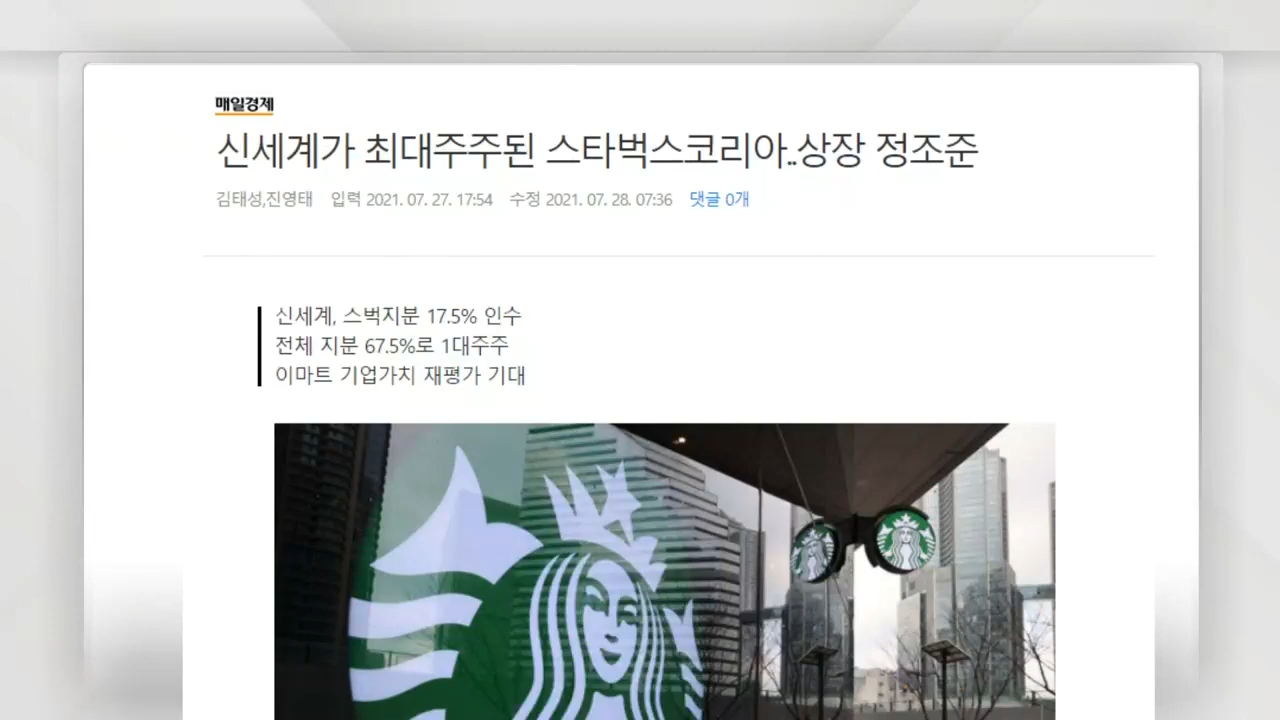 매일경제
신세계가 최대주주된 스타벅스코리아..상장 정조준
김태성,진영태 입력 2021. 07. 27. 17:54 수정 2021. 07. 28. 07:36 댓글 0개
신세계, 스벅지분 17.5% 인수
전체 지분 67.5%로 1대주주
이마트 기업가치 재평가 기대